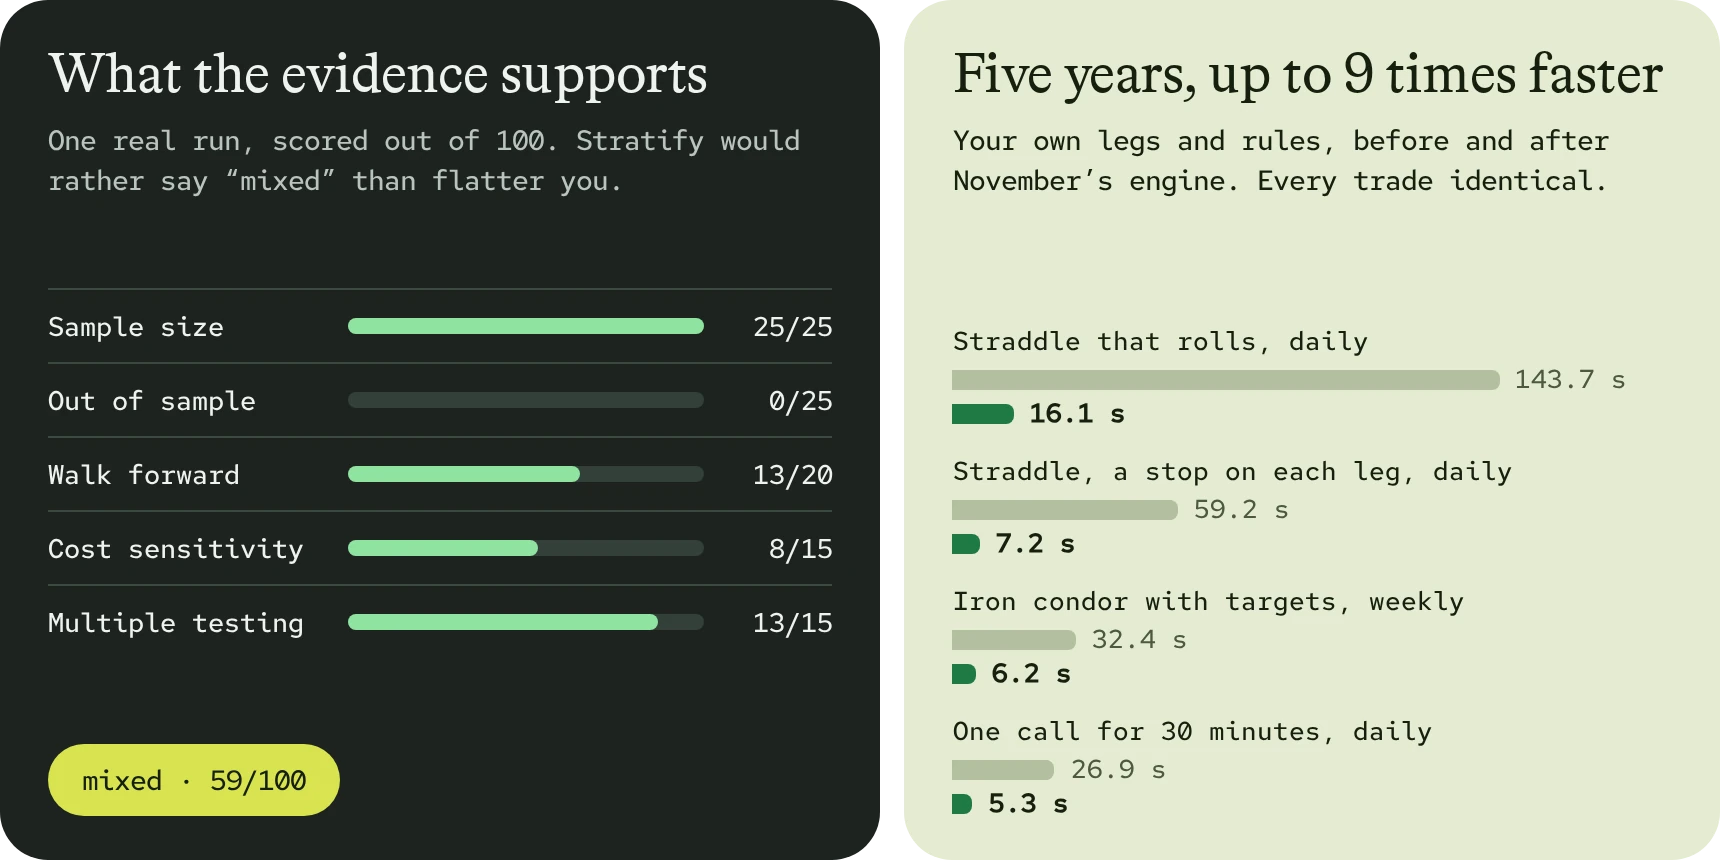 What the evidence supports
One real run, scored out of 100. Stratify would
rather say “mixed” than flatter you.
Sample size 25/25
Out of sample 0/25
Walk forward 13/20
Cost sensitivity 8/15
Multiple testing 13/15
mixed · 59/100
Five years, up to 9 times faster
Your own legs and rules, before and after
November’s engine. Every trade identical.
Straddle that rolls, daily
143.7 s
16.1 s
Straddle, a stop on each leg, daily
59.2 s
7.2 s
Iron condor with targets, weekly
32.4 s
6.2 s
One call for 30 minutes, daily
26.9 s
5.3 s